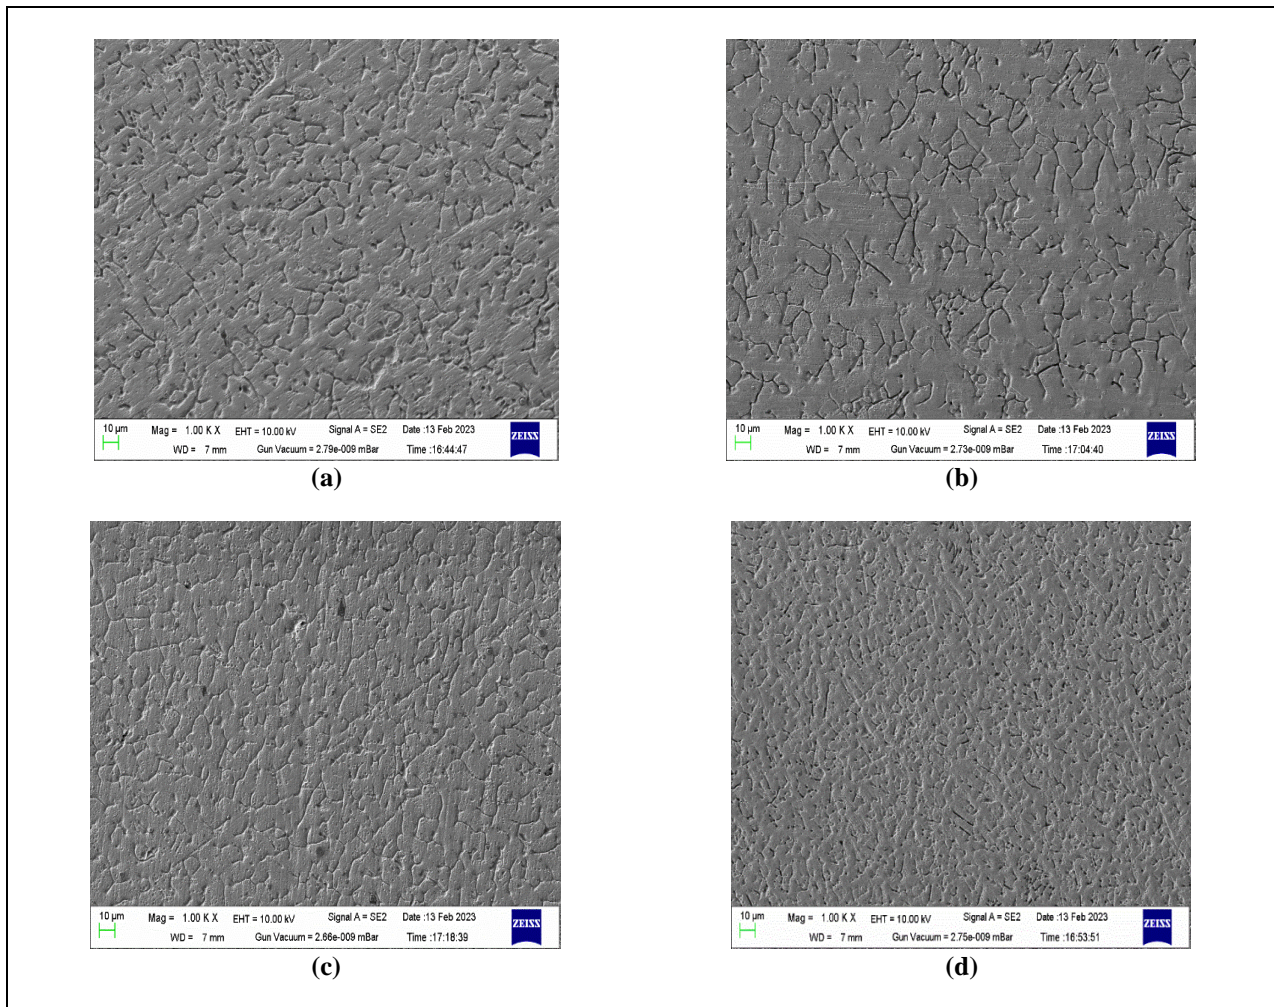 10 µm Mag = 1.00 K X EHT = 10.00 kV Signal A = SE2 Date :13 Feb 2023 ZEISS
WD = 7 mm Gun Vacuum = 2.79e-009 mBar Time :16:44:47
(a)
10 µm Mag = 1.00 K X EHT = 10.00 kV Signal A = SE2 Date :13 Feb 2023 ZEISS
WD = 7 mm Gun Vacuum = 2.73e-009 mBar Time :17:04:40
(b)
10 µm Mag = 1.00 K X EHT = 10.00 kV Signal A = SE2 Date :13 Feb 2023 ZEISS
WD = 7 mm Gun Vacuum = 2.66e-009 mBar Time :17:18:39
(c)
10 µm Mag = 1.00 K X EHT = 10.00 kV Signal A = SE2 Date :13 Feb 2023 ZEISS
WD = 7 mm Gun Vacuum = 2.75e-009 mBar Time :16:53:51
(d)